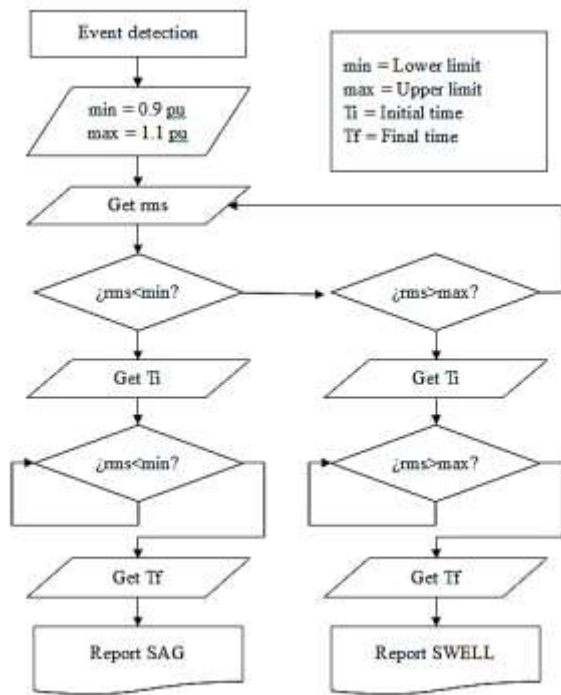 Event detection
min = 0.9 pu
max = 1.1 pu
min = Lower limit
max = Upper limit
Ti = Initial time
Tf = Final time
Get rms
¿rms<min?
¿rms>max?
Get Ti
Get Ti
¿rms<min?
¿rms>max?
Get Tf
Get Tf
Report SAG
Report SWELL